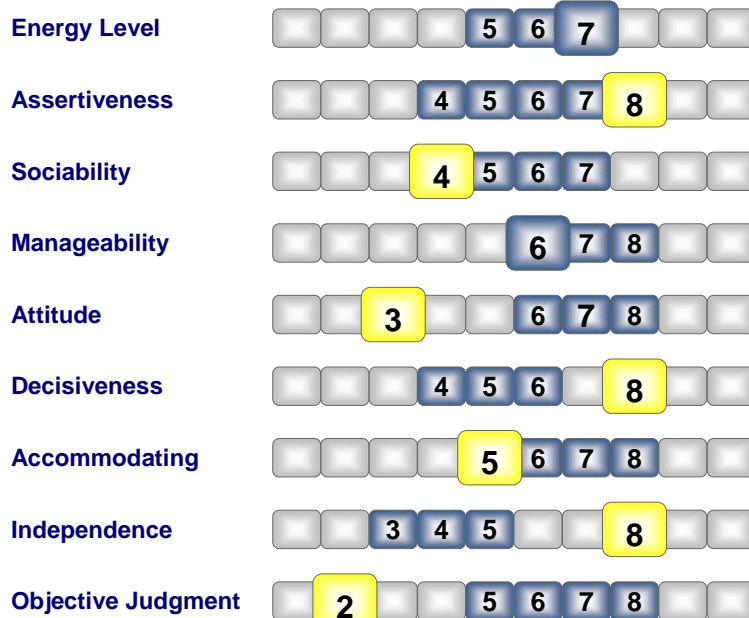 Energy Level 5 6 7
Assertiveness 4 5 6 7 8
Sociability 4 5 6 7
Manageability 6 7 8
Attitude 3 6 7 8
Decisiveness 4 5 6 8
Accommodating 5 6 7 8
Independence 3 4 5 8
Objective Judgment 2 5 6 7 8